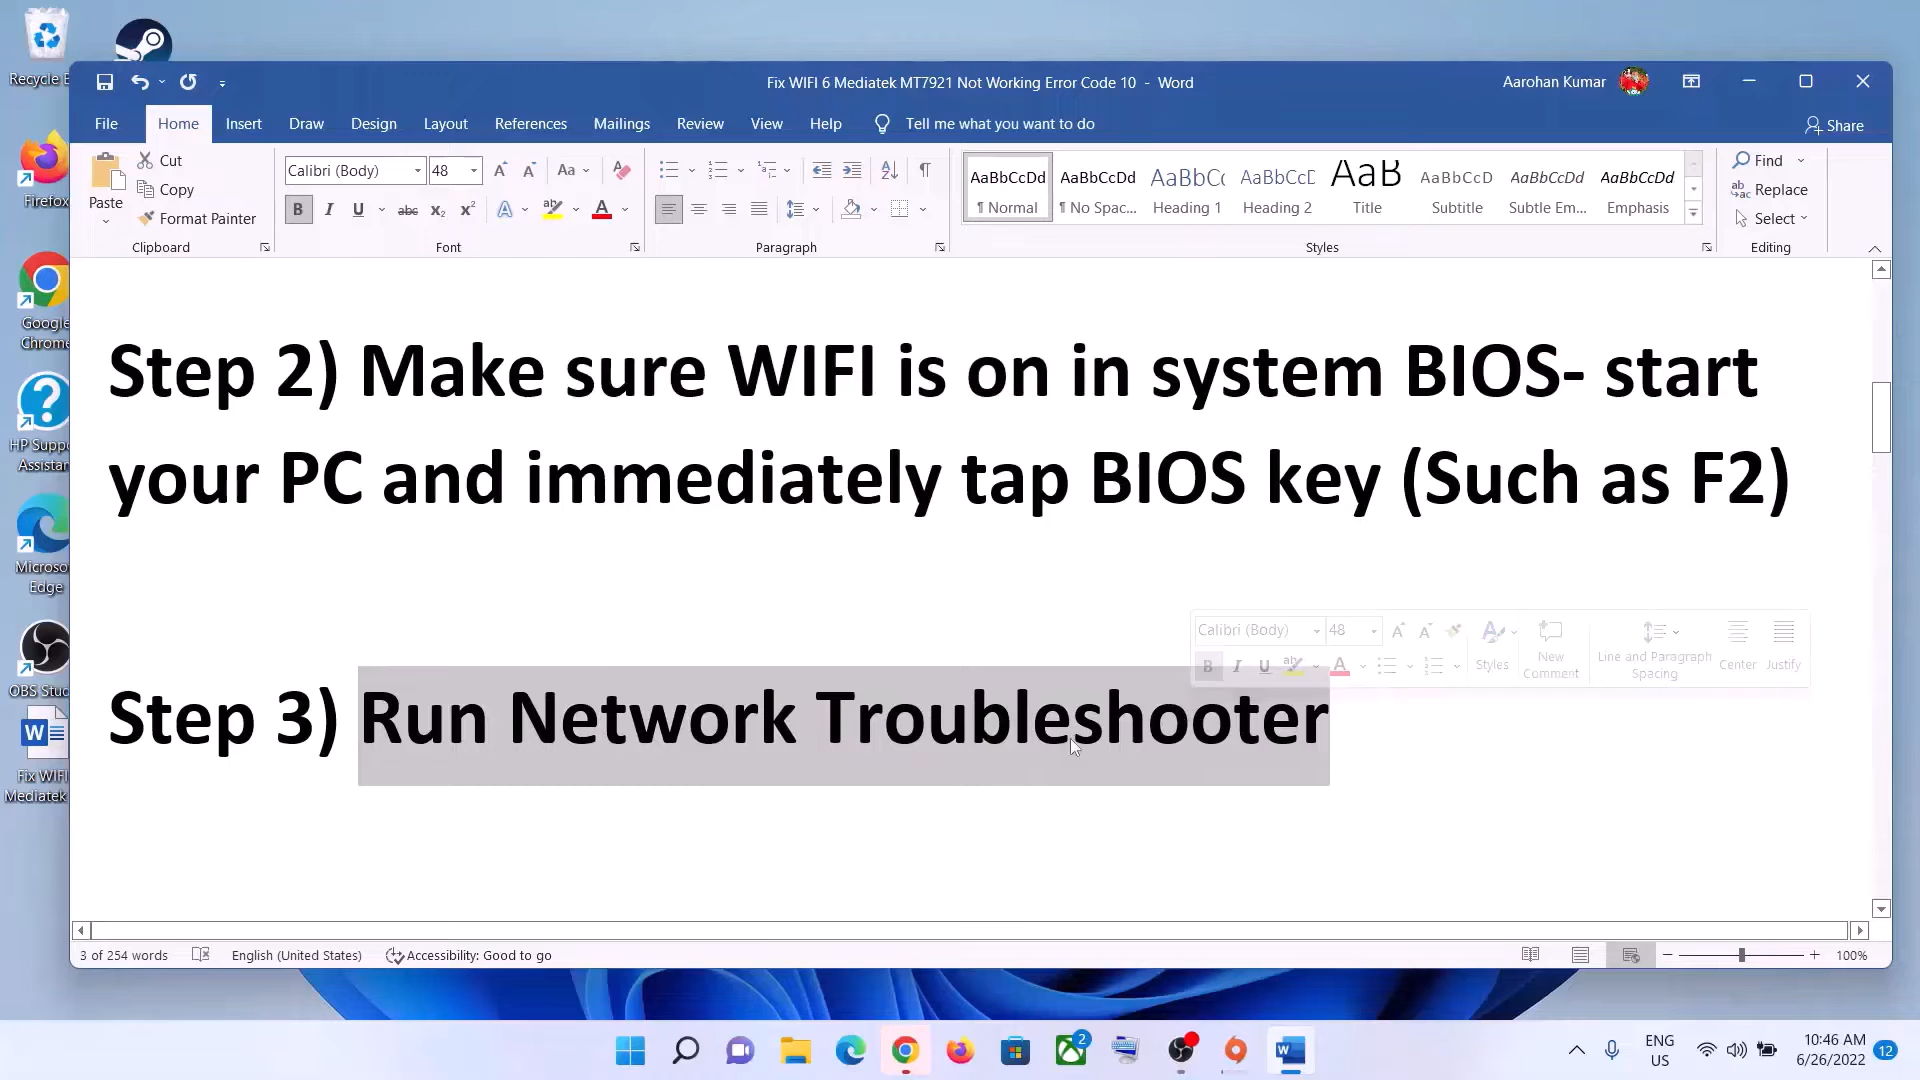 Recycle B
Fix WIFI 6 Mediatek MT7921 Not Working Error Code 10 - Word
Aarohan Kumar
File Home Insert Draw Design Layout References Mailings Review View Help Tell me what you want to do
Share
Paste
Cut
Copy
Format Painter
Clipboard
Calibri (Body) 48
Font
Paragraph
AaBbCcDd AaBbCcDd AaBbC AaBbCcD AaB AaBbCcD AaBbCcDd AaBbCcDd
¶ Normal ¶ No Spac... Heading 1 Heading 2 Title Subtitle Subtle Em... Emphasis
Styles
Find
Replace
Select
Editing
Firefox
Google
Chrome
HP Suppo
Assistan
Microso
Edge
OBS Stud
Fix WIFI
Mediatek
Step 2) Make sure WIFI is on in system BIOS- start
your PC and immediately tap BIOS key (Such as F2)
Calibri (Body) 48
Styles
New
Comment
Line and Paragraph
Spacing
Center
Justify
Step 3) Run Network Troubleshooter
3 of 254 words
English (United States)
Accessibility: Good to go
100%
2
ENG
US
10:46 AM
6/26/2022
12